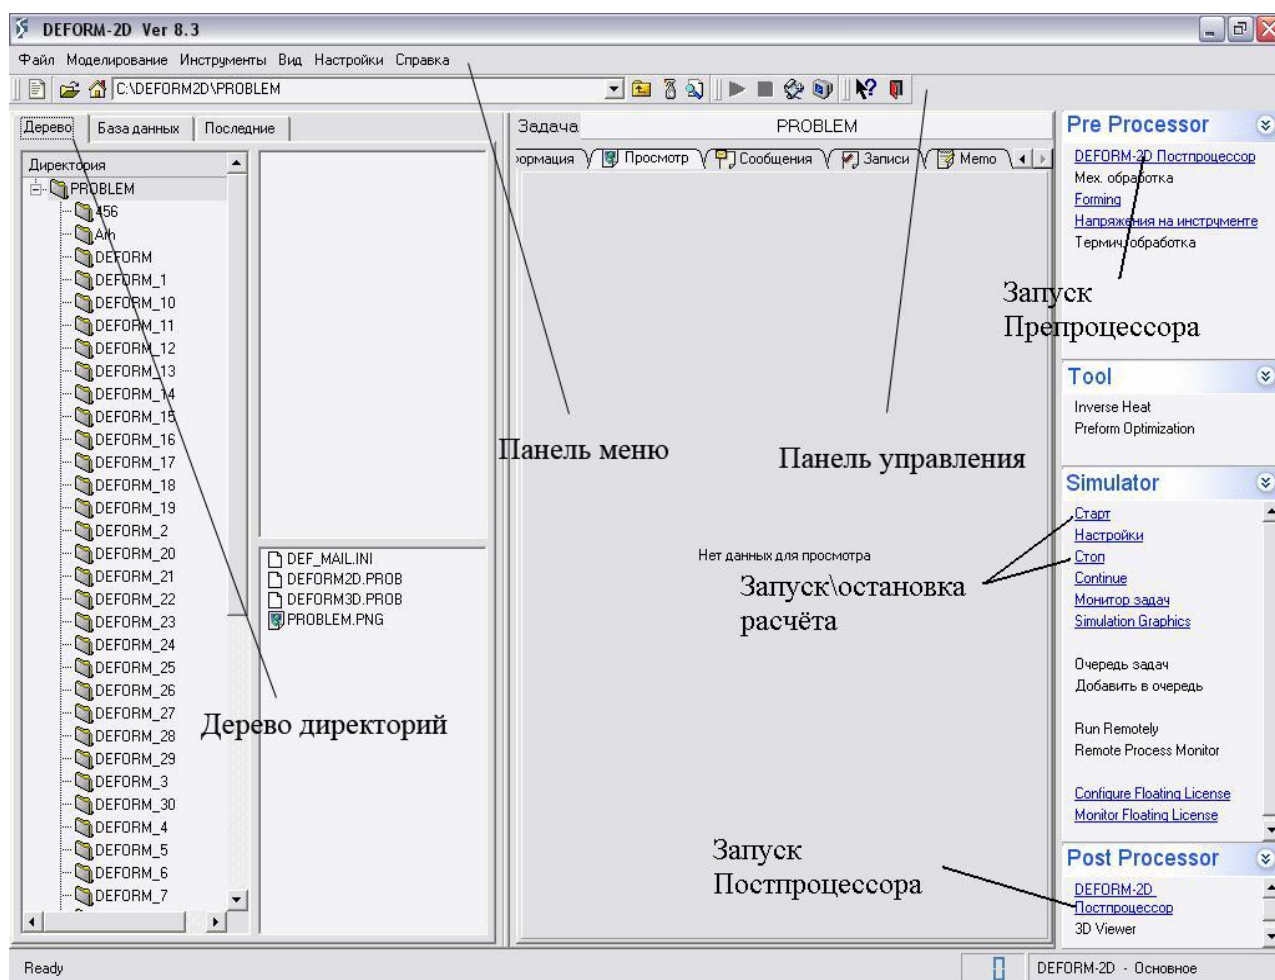 DEFORM-2D Ver 8.3
Файл Моделирование Инструменты Вид Настройки Справка
C:\DEFORM2D\PROBLEM
Дерево База данных Последние
Директория
PROBLEM
456
Arh
DEFORM
DEFORM_1
DEFORM_10
DEFORM_11
DEFORM_12
DEFORM_13
DEFORM_14
DEFORM_15
DEFORM_16
DEFORM_17
DEFORM_18
DEFORM_19
DEFORM_2
DEFORM_20
DEFORM_21
DEFORM_22
DEFORM_23
DEFORM_24
DEFORM_25
DEFORM_26
DEFORM_27
DEFORM_28
DEFORM_29
DEFORM_3
DEFORM_30
DEFORM_4
DEFORM_5
DEFORM_6
DEFORM_7
DEF_MAIL.INI
DEFORM2D.PROB
DEFORM3D.PROB
PROBLEM.PNG
Дерево директорий
Задача PROBLEM
формация Просмотр Сообщения Записи Memo
Панель меню
Панель управления
Нет данных для просмотра
Запуск\остановка
расчёта
Запуск
Постпроцессора
Запуск
Препроцессора
Pre Processor
DEFORM-2D Постпроцессор
Мех. обработка
Forming
Напряжения на инструменте
Термич. обработка
Tool
Inverse Heat
Preform Optimization
Simulator
Старт
Настройки
Стоп
Continue
Монитор задач
Simulation Graphics
Очередь задач
Добавить в очередь
Run Remotely
Remote Process Monitor
Configure Floating License
Monitor Floating License
Post Processor
DEFORM-2D
Постпроцессор
3D Viewer
Ready
DEFORM-2D - Основное